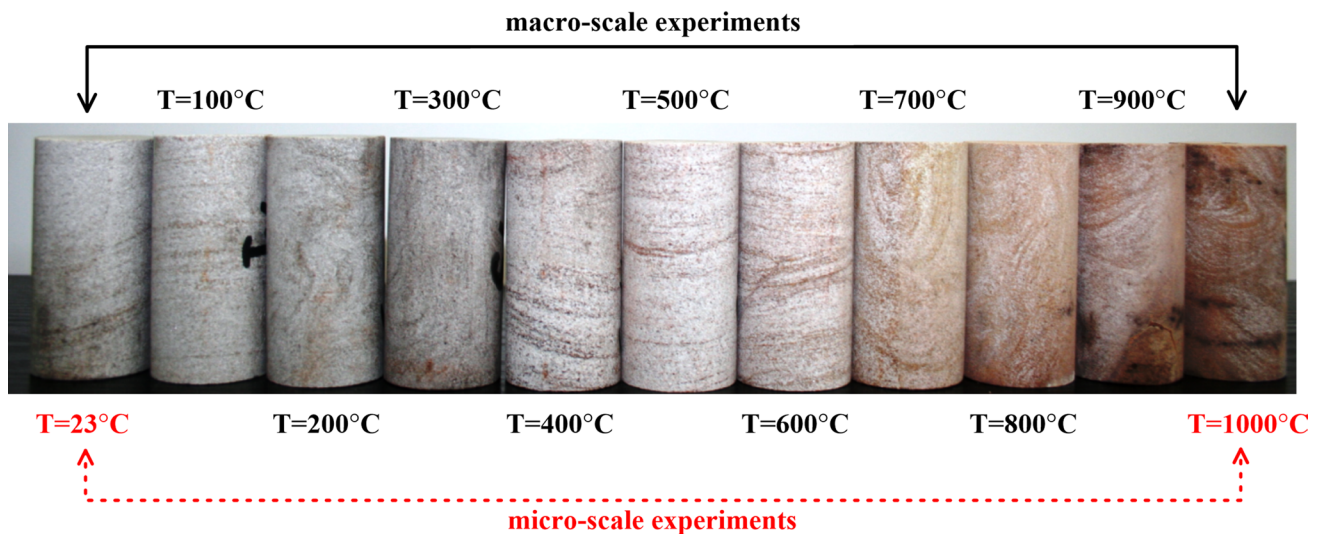 macro-scale experiments
T=100°C
T=300°C
T=500°C
T=700°C
T=900°C
T=23°C
T=200°C
T=400°C
T=600°C
T=800°C
T=1000°C
micro-scale experiments